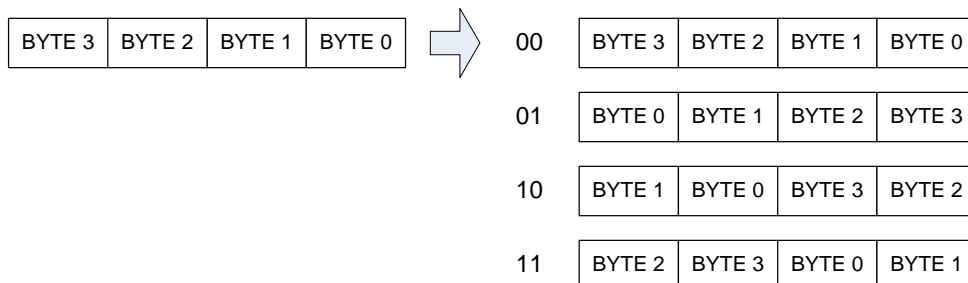 BYTE 3 BYTE 2 BYTE 1 BYTE 0 00 BYTE 3 BYTE 2 BYTE 1 BYTE 0
01 BYTE 0 BYTE 1 BYTE 2 BYTE 3
10 BYTE 1 BYTE 0 BYTE 3 BYTE 2
11 BYTE 2 BYTE 3 BYTE 0 BYTE 1